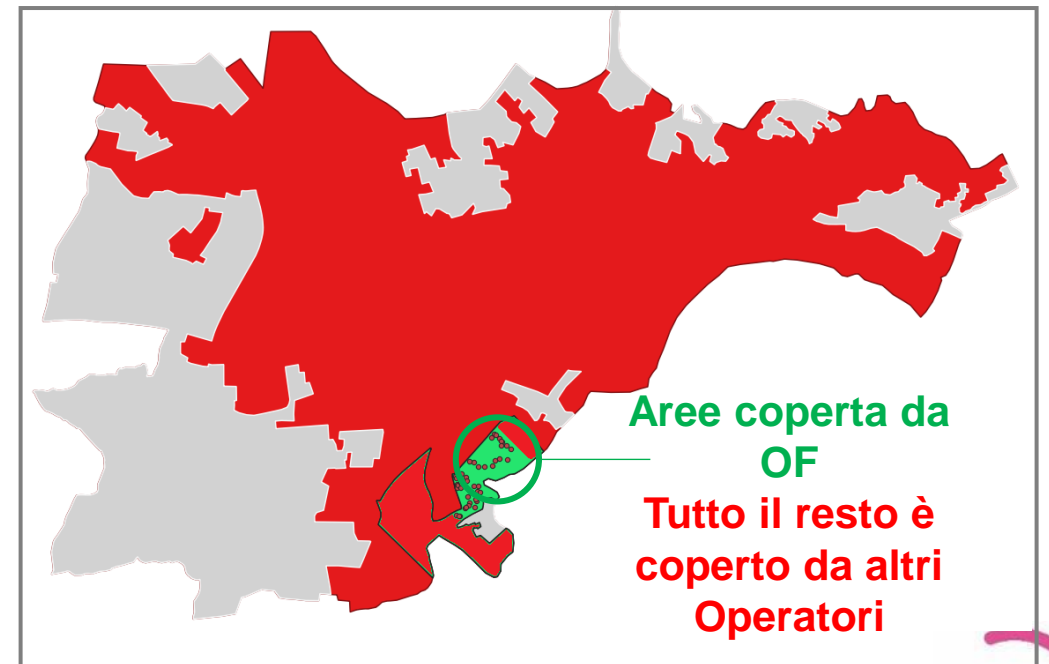 Aree coperta da
OF
Tutto il resto è
coperto da altri
Operatori